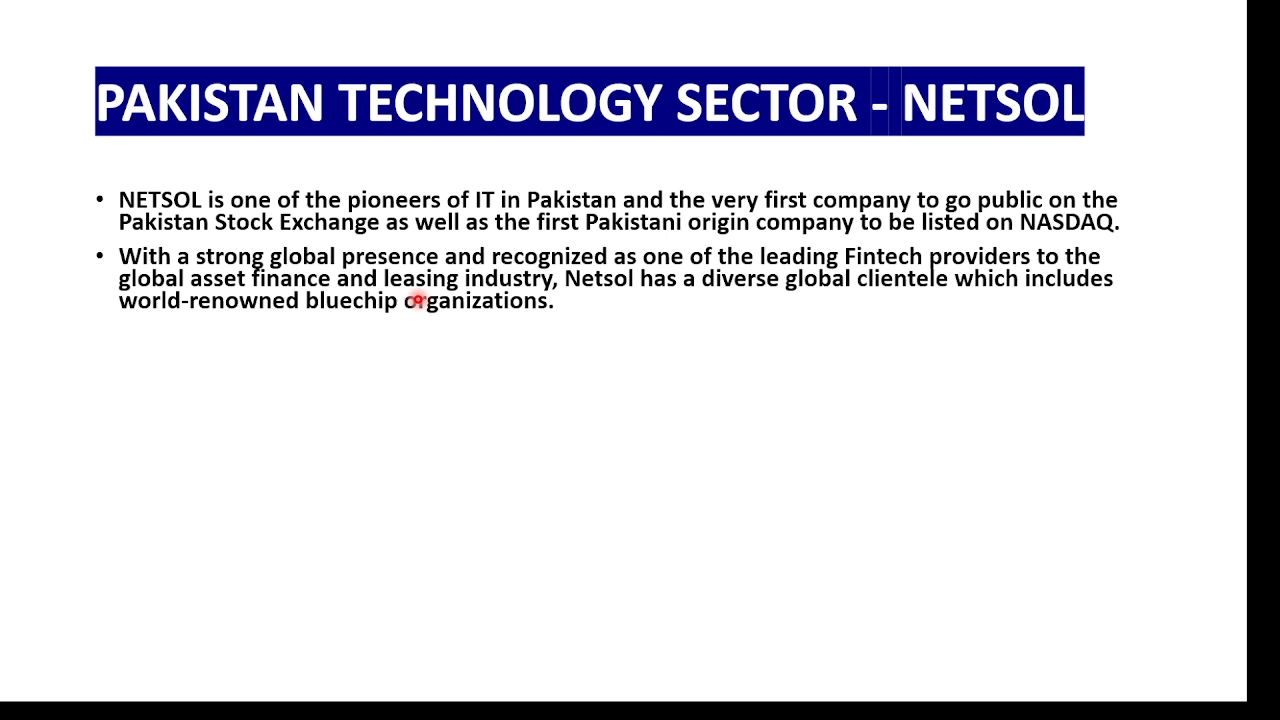 PAKISTAN TECHNOLOGY SECTOR - NETSOL
• NETSOL is one of the pioneers of IT in Pakistan and the very first company to go public on the
Pakistan Stock Exchange as well as the first Pakistani origin company to be listed on NASDAQ.
• With a strong global presence and recognized as one of the leading Fintech providers to the
global asset finance and leasing industry, Netsol has a diverse global clientele which includes
world-renowned bluechip organizations.